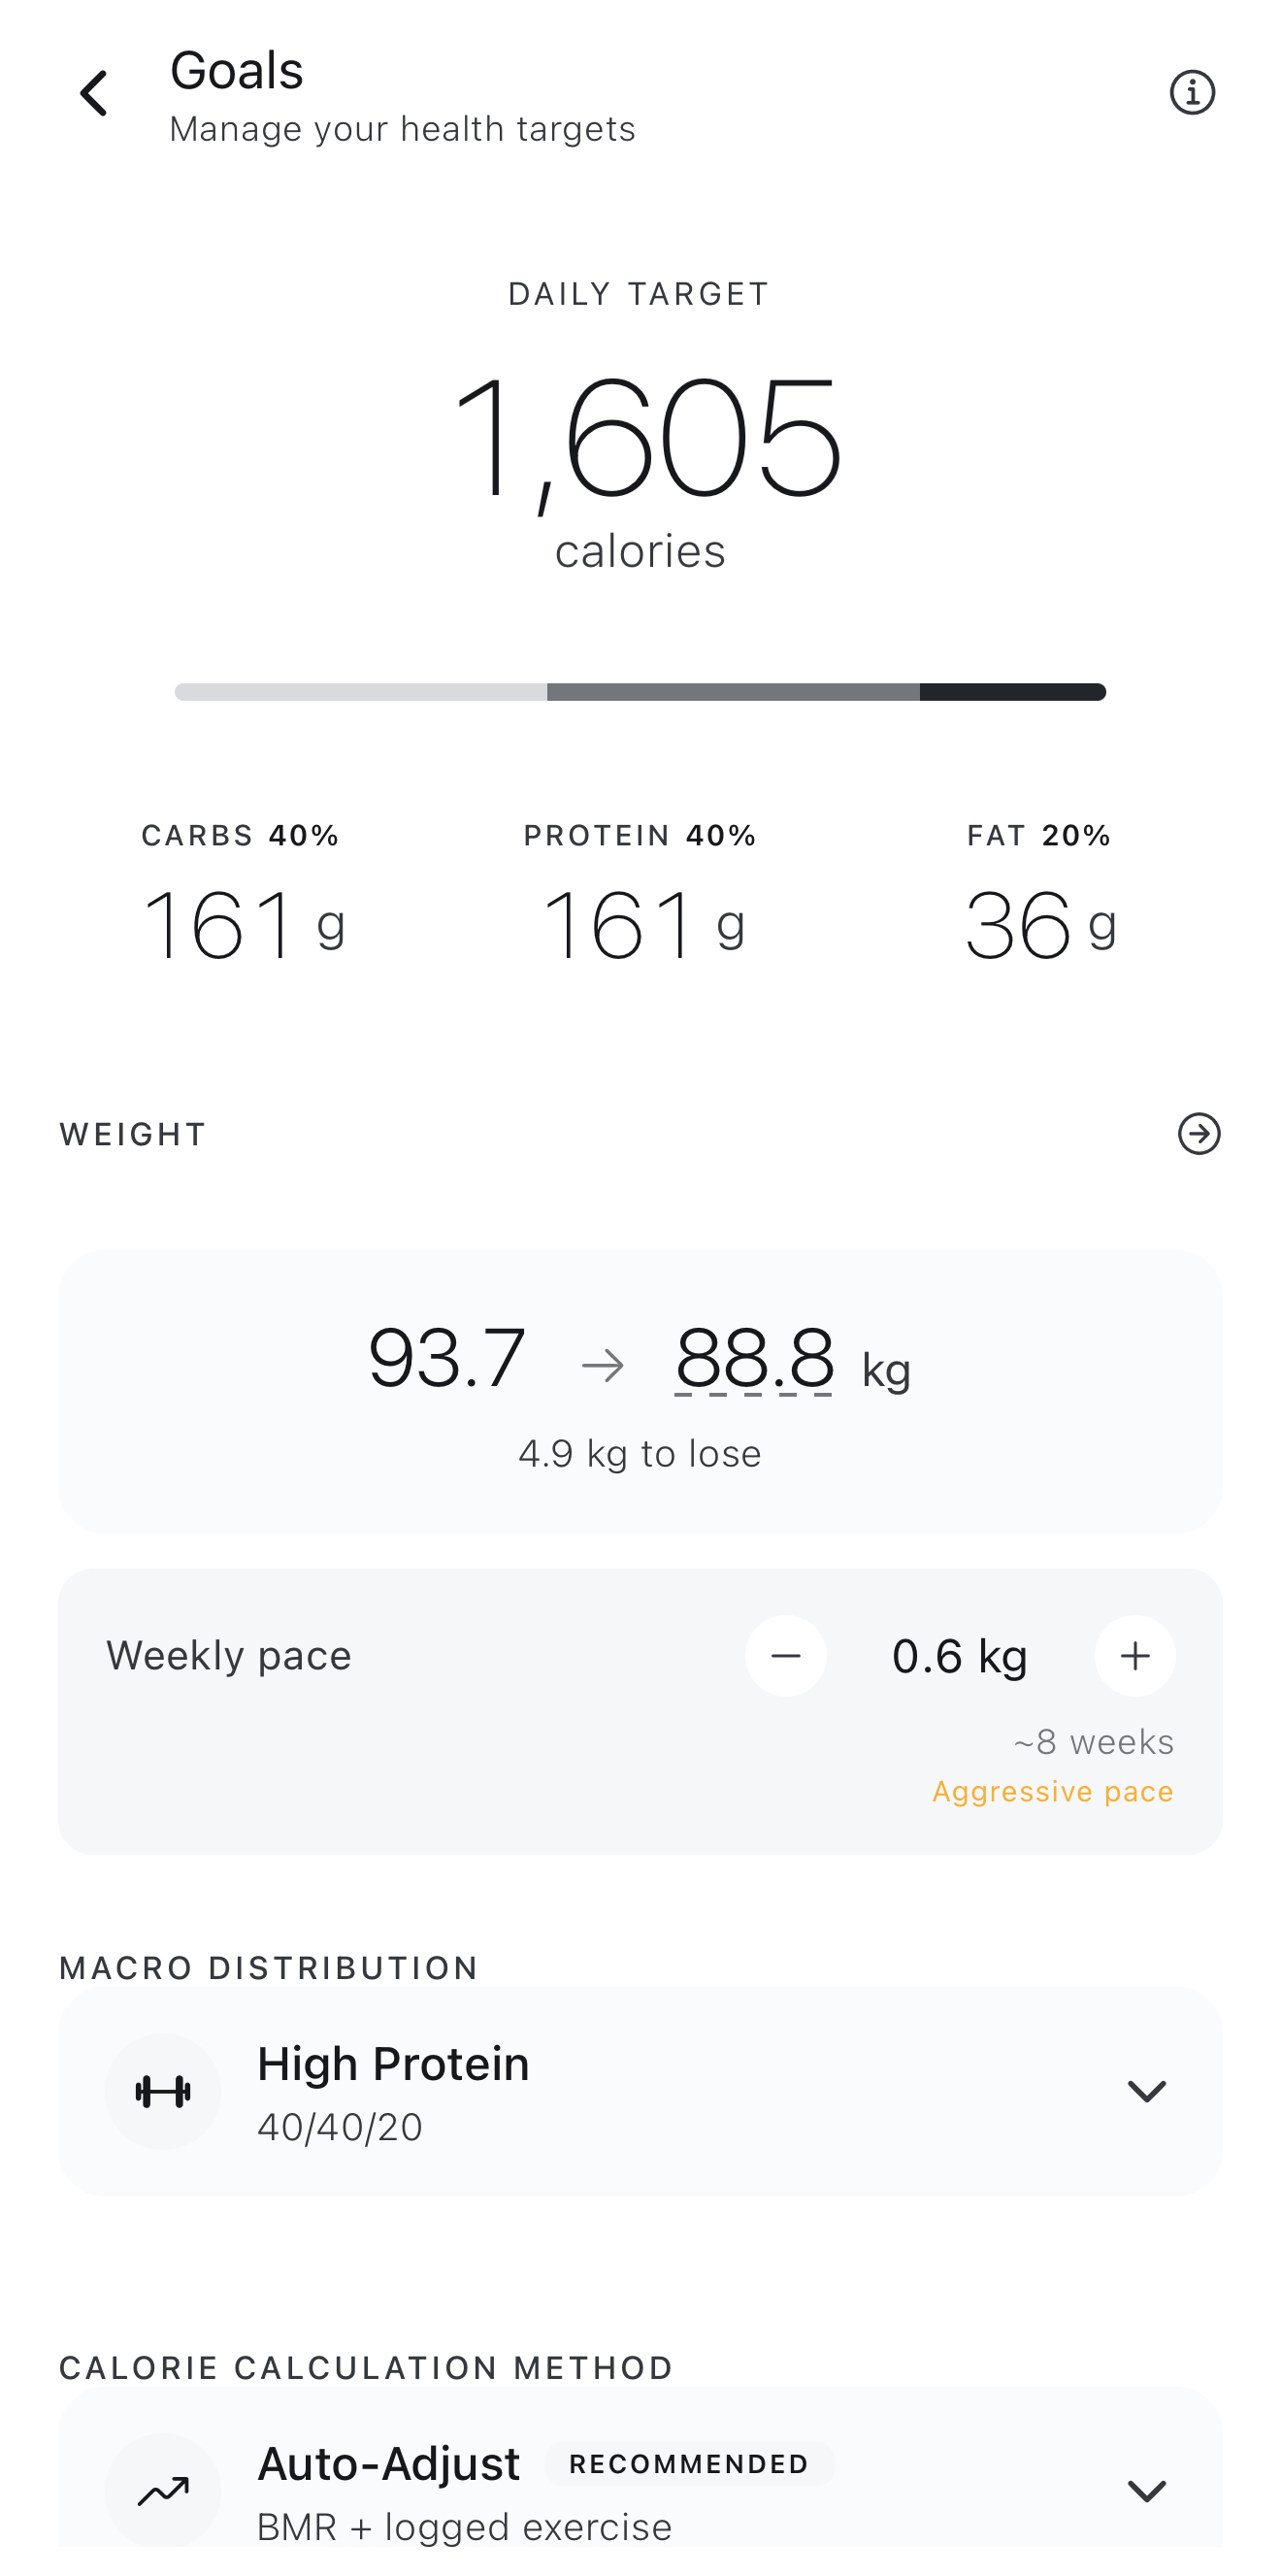 Goals
Manage your health targets
DAILY TARGET
1,605
calories
CARBS 40% PROTEIN 40% FAT 20%
161 g 161 g 36 g
WEIGHT
93.7 → 88.8 kg
4.9 kg to lose
Weekly pace − 0.6 kg +
~8 weeks
Aggressive pace
MACRO DISTRIBUTION
High Protein
40/40/20
CALORIE CALCULATION METHOD
Auto-Adjust RECOMMENDED
BMR + logged exercise